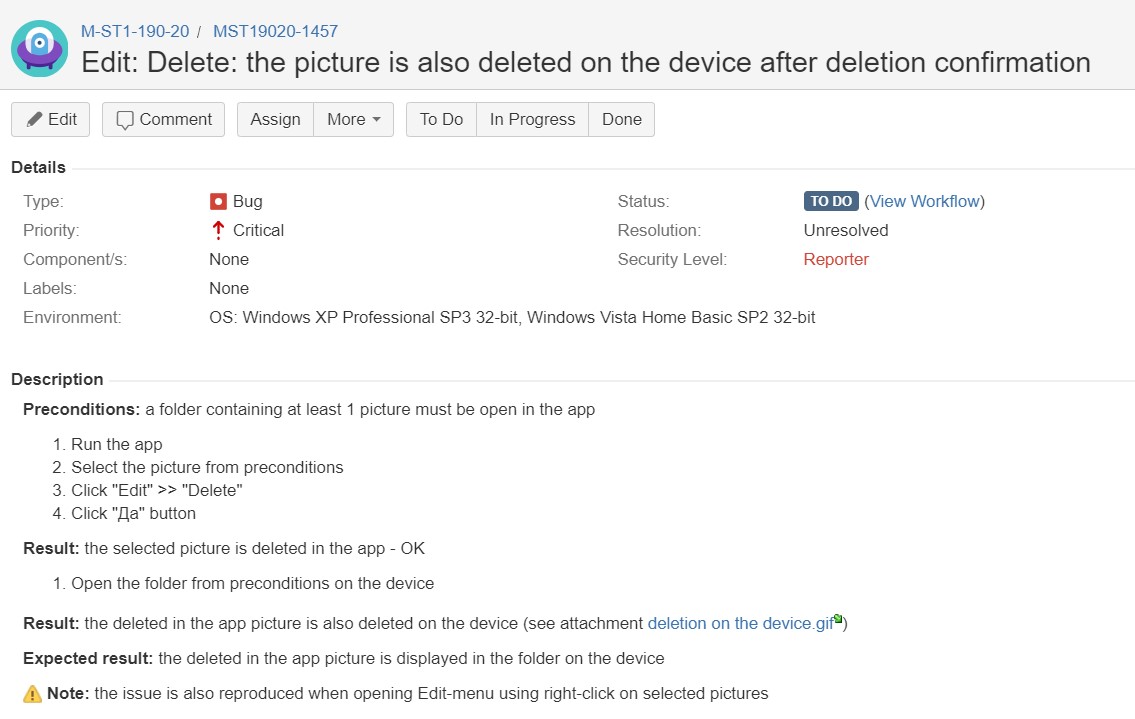 M-ST1-190-20 / MST19020-1457
Edit: Delete: the picture is also deleted on the device after deletion confirmation
Edit Comment Assign More To Do In Progress Done
Details
Type: Bug Status: TO DO (View Workflow)
Priority: Critical Resolution: Unresolved
Component/s: None Security Level: Reporter
Labels: None
Environment: OS: Windows XP Professional SP3 32-bit, Windows Vista Home Basic SP2 32-bit
Description
Preconditions: a folder containing at least 1 picture must be open in the app
1. Run the app
2. Select the picture from preconditions
3. Click "Edit" >> "Delete"
4. Click "Да" button
Result: the selected picture is deleted in the app - OK
1. Open the folder from preconditions on the device
Result: the deleted in the app picture is also deleted on the device (see attachment deletion on the device.gif)
Expected result: the deleted in the app picture is displayed in the folder on the device
Note: the issue is also reproduced when opening Edit-menu using right-click on selected pictures